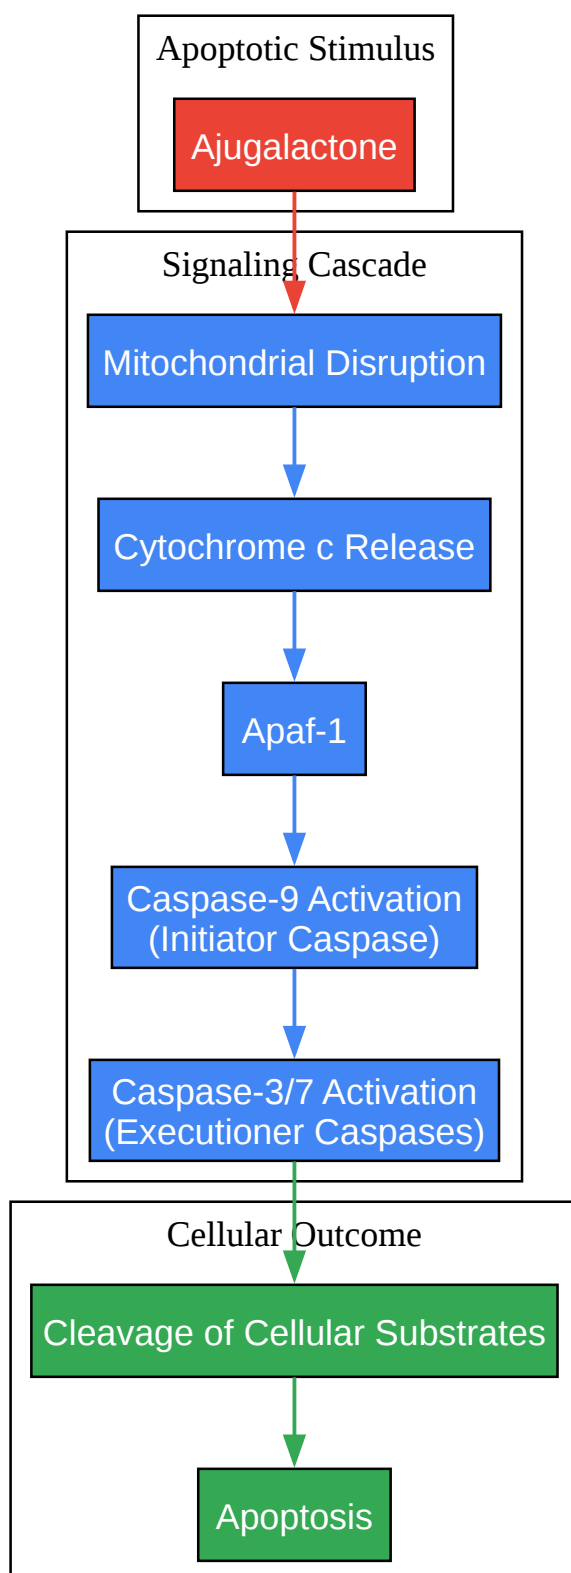 Apoptotic Stimulus
Ajugalactone
Signaling Cascade
Mitochondrial Disruption
Cytochrome c Release
Apaf-1
Caspase-9 Activation
(Initiator Caspase)
Caspase-3/7 Activation
(Executioner Caspases)
Cellular Outcome
Cleavage of Cellular Substrates
Apoptosis